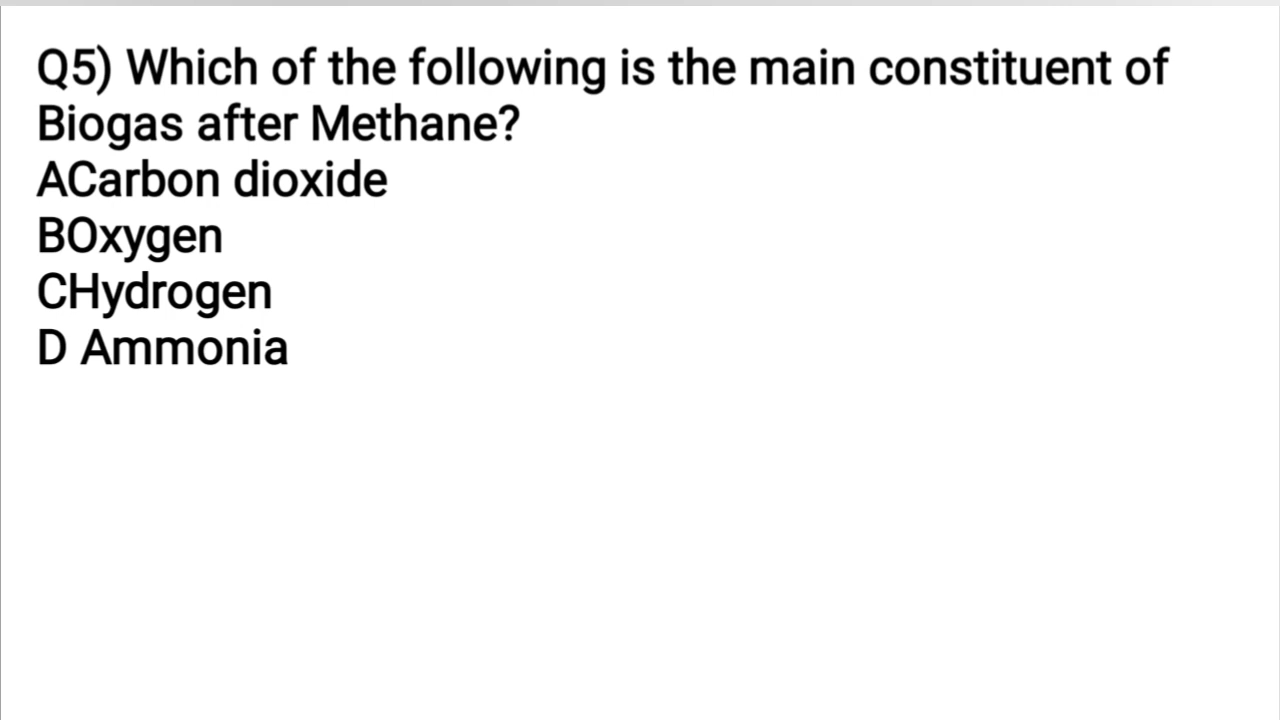 Q5) Which of the following is the main constituent of
Biogas after Methane?
ACarbon dioxide
BOxygen
CHydrogen
D Ammonia